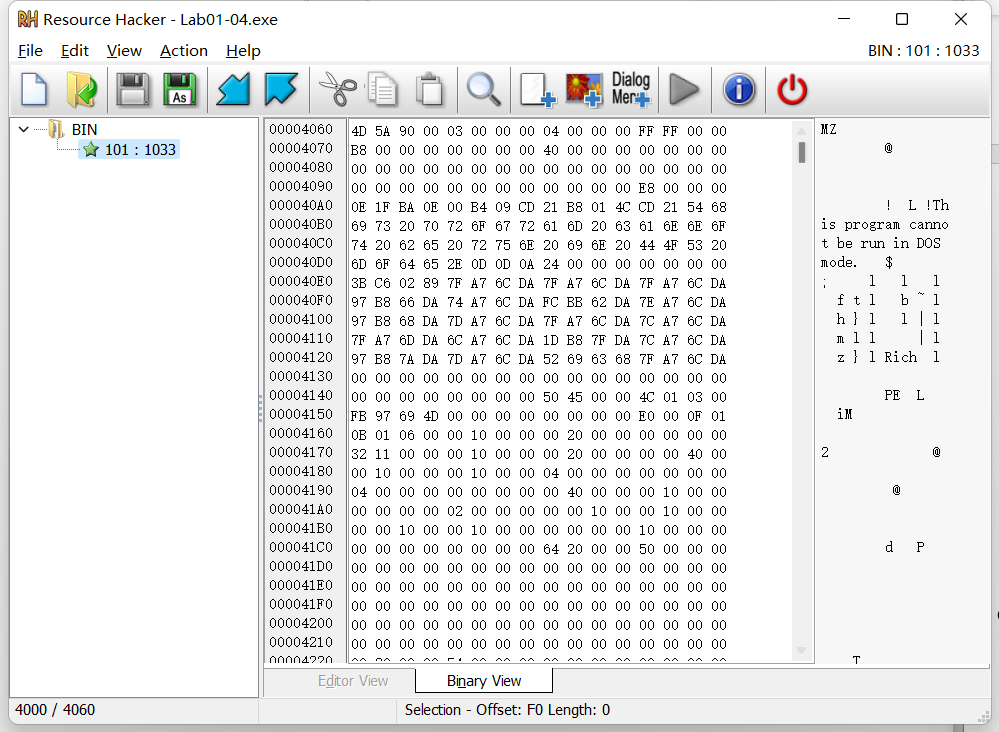 Resource Hacker - Lab01-04.exe
File Edit View Action Help BIN : 101 : 1033
As Dialog Menu
BIN
101 : 1033
00004060 4D 5A 90 00 03 00 00 00 04 00 00 00 FF FF 00 00 MZ
00004070 B8 00 00 00 00 00 00 00 40 00 00 00 00 00 00 00 @
00004080 00 00 00 00 00 00 00 00 00 00 00 00 00 00 00 00
00004090 00 00 00 00 00 00 00 00 00 00 00 00 E8 00 00 00
000040A0 0E 1F BA 0E 00 B4 09 CD 21 B8 01 4C CD 21 54 68 ! L !Th
000040B0 69 73 20 70 72 6F 67 72 61 6D 20 63 61 6E 6E 6F is program canno
000040C0 74 20 62 65 20 72 75 6E 20 69 6E 20 44 4F 53 20 t be run in DOS
000040D0 6D 6F 64 65 2E 0D 0D 0A 24 00 00 00 00 00 00 00 mode. $
000040E0 3B C6 02 89 7F A7 6C DA 7F A7 6C DA 7F A7 6C DA ; l l l
000040F0 97 B8 66 DA 74 A7 6C DA FC BB 62 DA 7E A7 6C DA f t l b ~ l
00004100 97 B8 68 DA 7D A7 6C DA 7F A7 6C DA 7C A7 6C DA h } l l | l
00004110 7F A7 6D DA 6C A7 6C DA 1D B8 7F DA 7C A7 6C DA m l l | l
00004120 97 B8 7A DA 7D A7 6C DA 52 69 63 68 7F A7 6C DA z } l Rich l
00004130 00 00 00 00 00 00 00 00 00 00 00 00 00 00 00 00
00004140 00 00 00 00 00 00 00 00 50 45 00 00 4C 01 03 00 PE L
00004150 FB 97 69 4D 00 00 00 00 00 00 00 00 E0 00 0F 01 iM
00004160 0B 01 06 00 00 10 00 00 00 20 00 00 00 00 00 00
00004170 32 11 00 00 00 10 00 00 00 20 00 00 00 00 40 00 2 @
00004180 00 10 00 00 00 10 00 00 04 00 00 00 00 00 00 00
00004190 04 00 00 00 00 00 00 00 00 40 00 00 00 10 00 00 @
000041A0 00 00 00 00 02 00 00 00 00 00 10 00 00 10 00 00
000041B0 00 00 10 00 00 10 00 00 00 00 00 00 10 00 00 00
000041C0 00 00 00 00 00 00 00 00 64 20 00 00 50 00 00 00 d P
000041D0 00 00 00 00 00 00 00 00 00 00 00 00 00 00 00 00
000041E0 00 00 00 00 00 00 00 00 00 00 00 00 00 00 00 00
000041F0 00 00 00 00 00 00 00 00 00 00 00 00 00 00 00 00
00004200 00 00 00 00 00 00 00 00 00 00 00 00 00 00 00 00
00004210 00 00 00 00 00 00 00 00 00 00 00 00 00 00 00 00
00004220 00 20 00 00 54 00 00 00 00 00 00 00 00 00 00 00 T
Editor View Binary View
4000 / 4060 Selection - Offset: F0 Length: 0